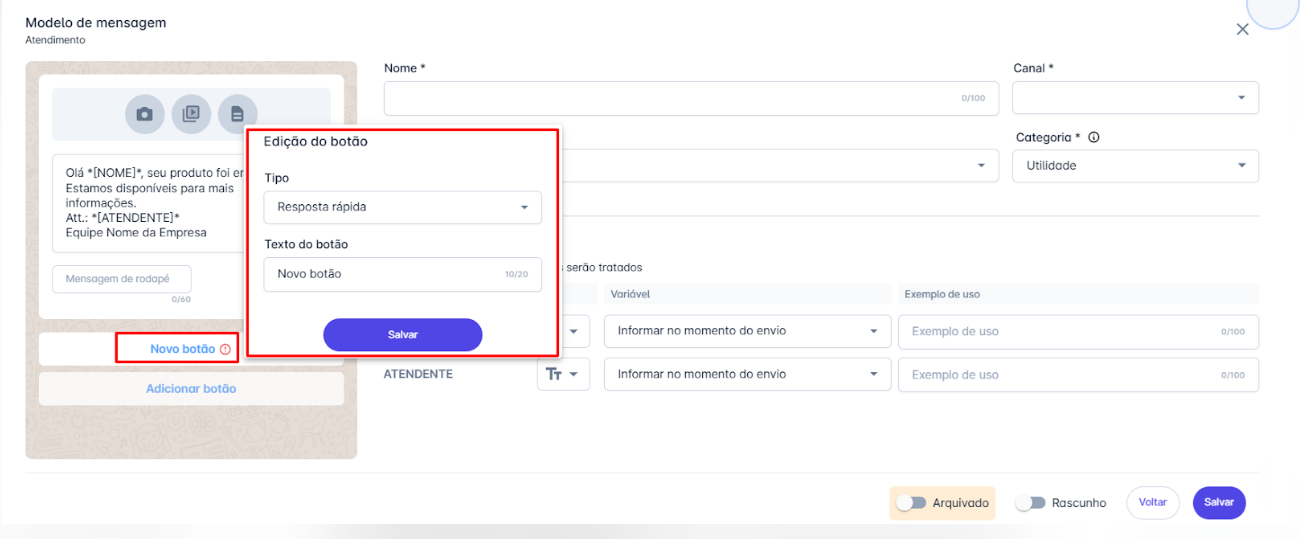 Modelo de mensagem
Atendimento
Nome *
0/100
Canal *
Categoria *
Utilidade
Olá *[NOME]*, seu produto foi
Estamos disponíveis para mais
informações.
Att.: *[ATENDENTE]*
Equipe Nome da Empresa
Mensagem de rodapé
0/60
Novo botão
Adicionar botão
Edição do botão
Tipo
Resposta rápida
Texto do botão
Novo botão
10/20
Salvar
serão tratados
Variável
Exemplo de uso
Informar no momento do envio
Exemplo de uso
0/100
ATENDENTE
TT
Informar no momento do envio
Exemplo de uso
0/100
Arquivado
Rascunho
Voltar
Salvar